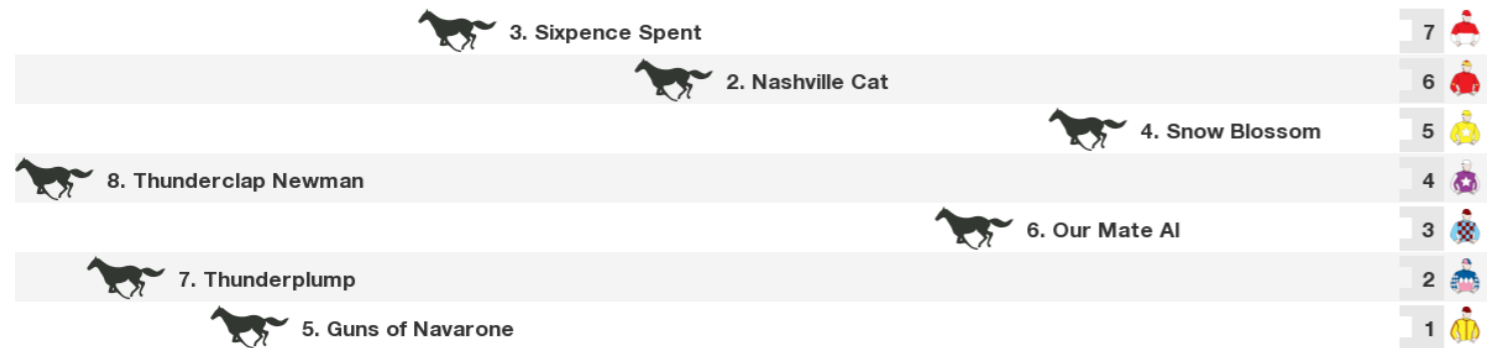 3. Sixpence Spent 7
2. Nashville Cat 6
4. Snow Blossom 5
8. Thunderclap Newman 4
6. Our Mate Al 3
7. Thunderplump 2
5. Guns of Navarone 1